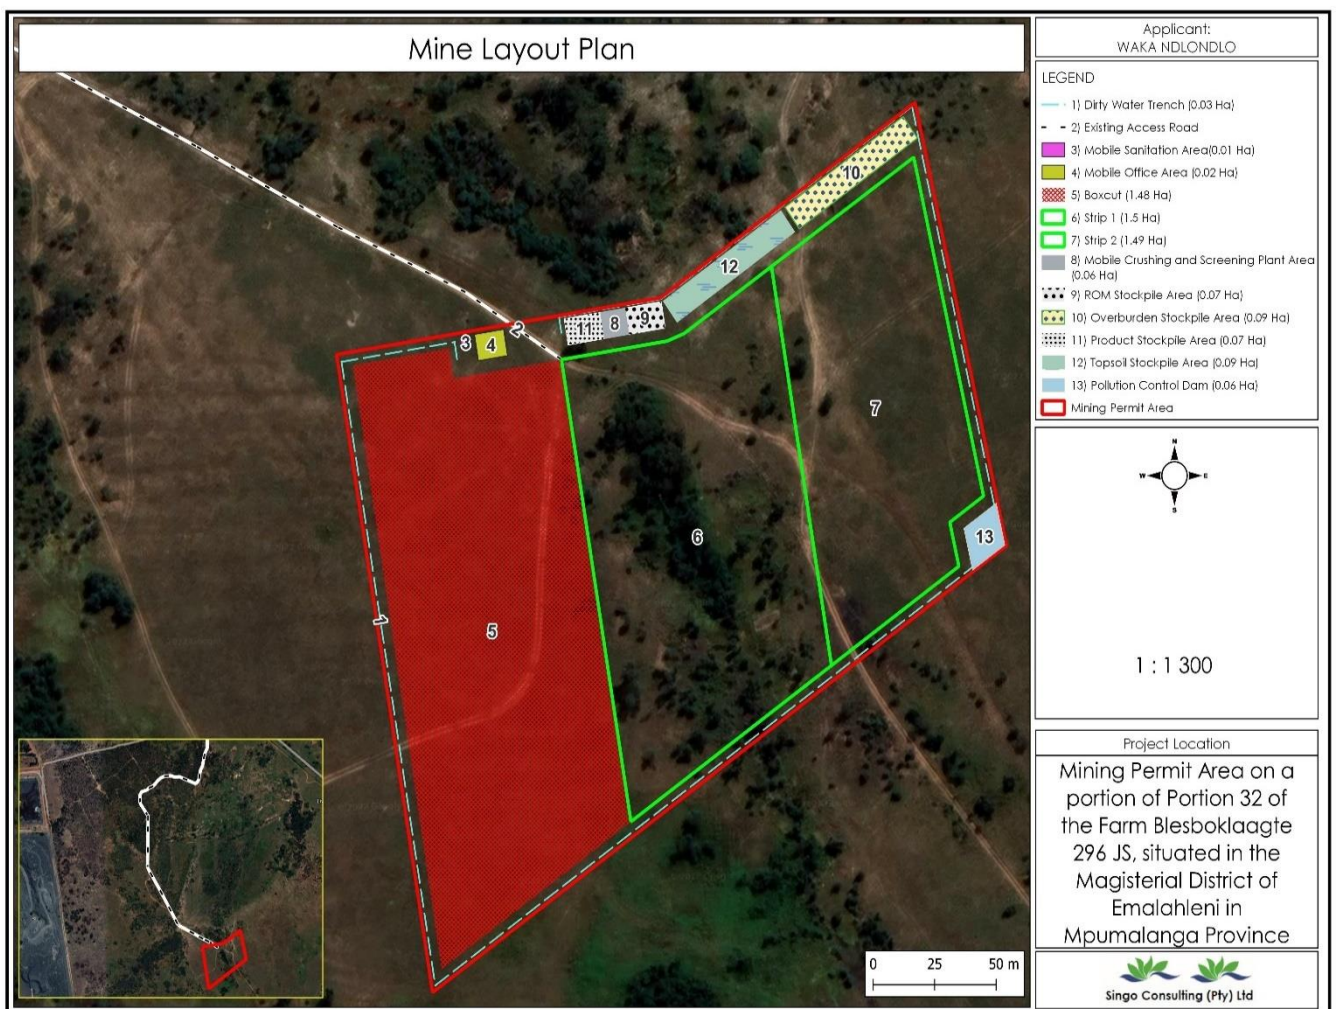 Mine Layout Plan
Applicant:
WAKA NDLONDLO
LEGEND
1) Dirty Water Trench (0.03 Ha)
2) Existing Access Road
3) Mobile Sanitation Area(0.01 Ha)
4) Mobile Office Area (0.02 Ha)
5) Boxcut (1.48 Ha)
6) Strip 1 (1.5 Ha)
7) Strip 2 (1.49 Ha)
8) Mobile Crushing and Screening Plant Area
(0.06 Ha)
9) ROM Stockpile Area (0.07 Ha)
10) Overburden Stockpile Area (0.09 Ha)
11) Product Stockpile Area (0.07 Ha)
12) Topsoil Stockpile Area (0.09 Ha)
13) Pollution Control Dam (0.06 Ha)
Mining Permit Area
10
12
2
3
4
11
8
9
7
6
13
1
5
N
W
E
S
1 : 1 300
0 25 50 m
Project Location
Mining Permit Area on a
portion of Portion 32 of
the Farm Blesboklaagte
296 JS, situated in the
Magisterial District of
Emalahleni in
Mpumalanga Province
Singo Consulting (Pty) Ltd